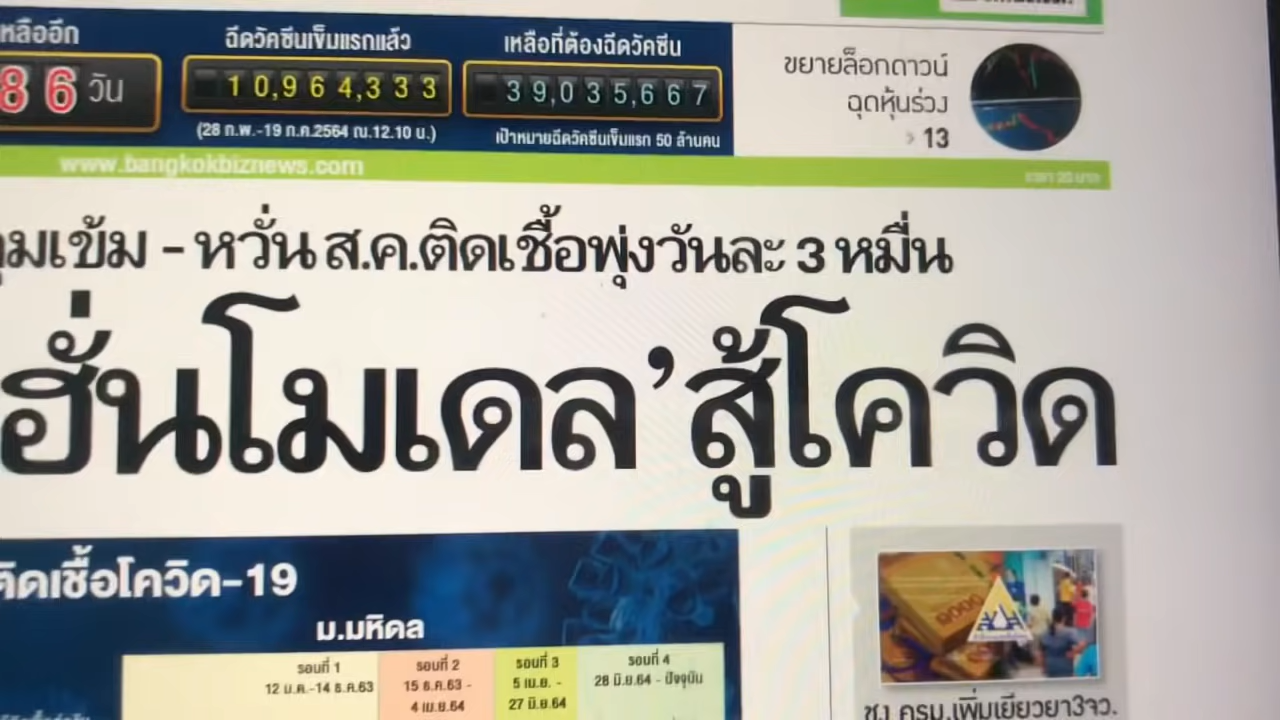 เหลืออีก
86 วัน
ฉีดวัคซีนเข็มแรกแล้ว
10,964,333
(28 ก.พ.-19 ก.ค.2564 ณ.12.10 น.)
เหลือที่ต้องฉีดวัคซีน
39,035,667
เป้าหมายฉีดวัคซีนเข็มแรก 50 ล้านคน
ขยายล็อกดาวน์
ฉุดหุ้นร่วง
> 13
www.bangkokbiznews.com
ราคา 20 บาท
ุมเข้ม - หวั่น ส.ค.ติดเชื้อพุ่งวันละ 3 หมื่น
ฮั่นโมเดล’สู้โควิด
ติดเชื้อโควิด-19
ม.มหิดล
รอบที่ 1
12 ม.ค.-14 ธ.ค.63
รอบที่ 2
15 ธ.ค.63 -
4 เม.ย.64
รอบที่ 3
5 เม.ย. -
27 มิ.ย.64
รอบที่ 4
28 มิ.ย.64 - ปัจจุบัน
ชง ครม.เพิ่มเยียวยา3จว.